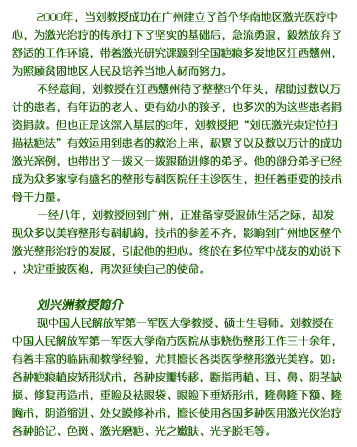 2000年，当刘教授成功在广州建立了首个华南地区激光医疗中
心，为激光治疗的传承打下了坚实的基础后，急流勇退，毅然放弃了
舒适的工作环境，带着激光研究课题到全国疤痕多发地区江西赣州，
为照顾贫困地区人民及培养当地人材而努力。
不经意间，刘教授在江西赣州待了整整8个年头，帮助过数以万
计的患者，有年迈的老人、更有幼小的孩子，也多次的为这些患者捐
资捐款。但也正是这深入基层的8年，刘教授把“刘氏激光束定位扫
描祛疤法”有效运用到患者的救治上来，积累了以及数以万计的成功
激光案例，也带出了一拨又一拨跟随进修的弟子。他的部分弟子已经
成为众多家享有盛名的整形专科医院任主诊医生，担任着重要的技术
骨干力量。
一经八年，刘教授回到广州，正准备享受退休生活之际，却发
现众多以美容整形专科机构，技术的参差不齐，影响到广州地区整个
激光整形治疗的发展，引起他的担心。终於在多位军中战友的劝说下
，决定重披医袍，再次延续自己的使命。
刘兴洲教授简介
现中国人民解放军第一军医大学教授、硕士生导师。刘教授在
中国人民解放军第一军医大学南方医院从事烧伤整形工作三十余年，
有着丰富的临床和教学经验，尤其擅长各类医学整形激光美容。如：
各种疤痕植皮矫形状术，各种皮瓣转移，断指再植、耳、鼻、阴茎缺
损、修复再造术，重睑及祛眼袋、眼睑下垂矫形术，隆鼻隆下颌、隆
胸术，阴道缩进、处女膜修补术，擅长使用各国多种医用激光仪治疗
各种胎记、色斑、激光磨疤、光之嫩肤、光子脱毛等。